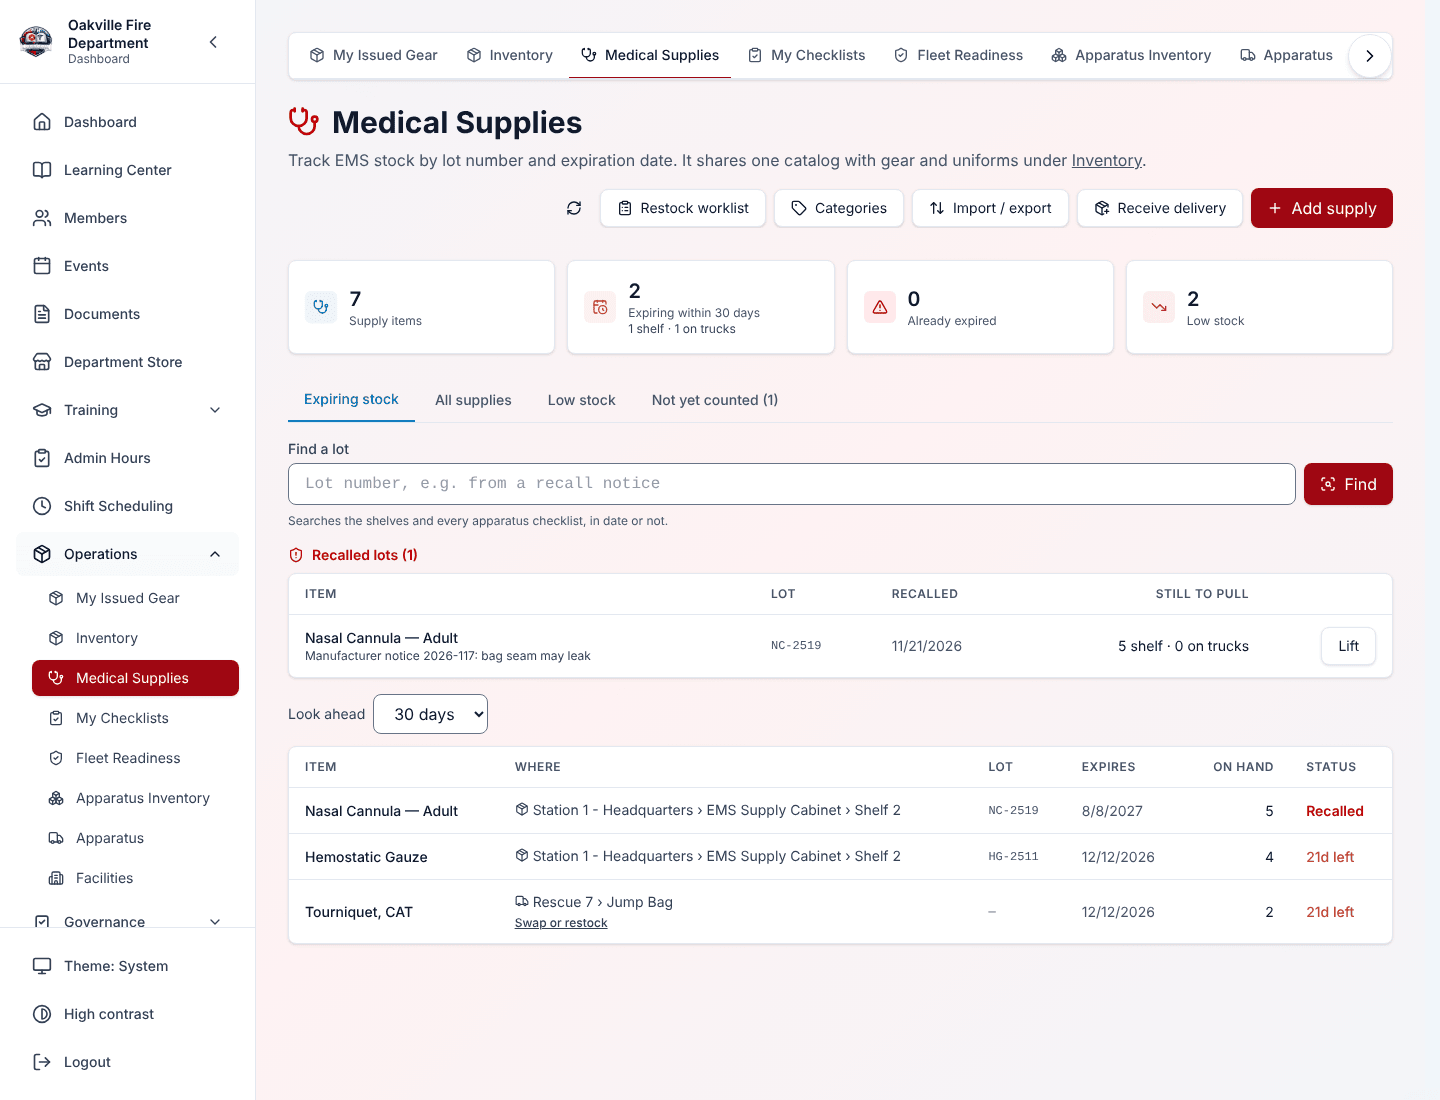 Oakville Fire
Department
Dashboard
Dashboard
Learning Center
Members
Events
Documents
Department Store
Training
Admin Hours
Shift Scheduling
Operations
My Issued Gear
Inventory
Medical Supplies
My Checklists
Fleet Readiness
Apparatus Inventory
Apparatus
Facilities
Governance
Theme: System
High contrast
Logout
My Issued Gear Inventory Medical Supplies My Checklists Fleet Readiness Apparatus Inventory Apparatus
Medical Supplies
Track EMS stock by lot number and expiration date. It shares one catalog with gear and uniforms under Inventory.
Restock worklist Categories Import / export Receive delivery Add supply
7
Supply items
2
Expiring within 30 days
1 shelf · 1 on trucks
0
Already expired
2
Low stock
Expiring stock All supplies Low stock Not yet counted (1)
Find a lot
Lot number, e.g. from a recall notice
Find
Searches the shelves and every apparatus checklist, in date or not.
Recalled lots (1)
ITEM LOT RECALLED STILL TO PULL
Nasal Cannula — Adult NC-2519 11/21/2026 5 shelf · 0 on trucks Lift
Manufacturer notice 2026-117: bag seam may leak
Look ahead 30 days
ITEM WHERE LOT EXPIRES ON HAND STATUS
Nasal Cannula — Adult Station 1 - Headquarters › EMS Supply Cabinet › Shelf 2 NC-2519 8/8/2027 5 Recalled
Hemostatic Gauze Station 1 - Headquarters › EMS Supply Cabinet › Shelf 2 HG-2511 12/12/2026 4 21d left
Tourniquet, CAT Rescue 7 › Jump Bag — 12/12/2026 2 21d left
Swap or restock